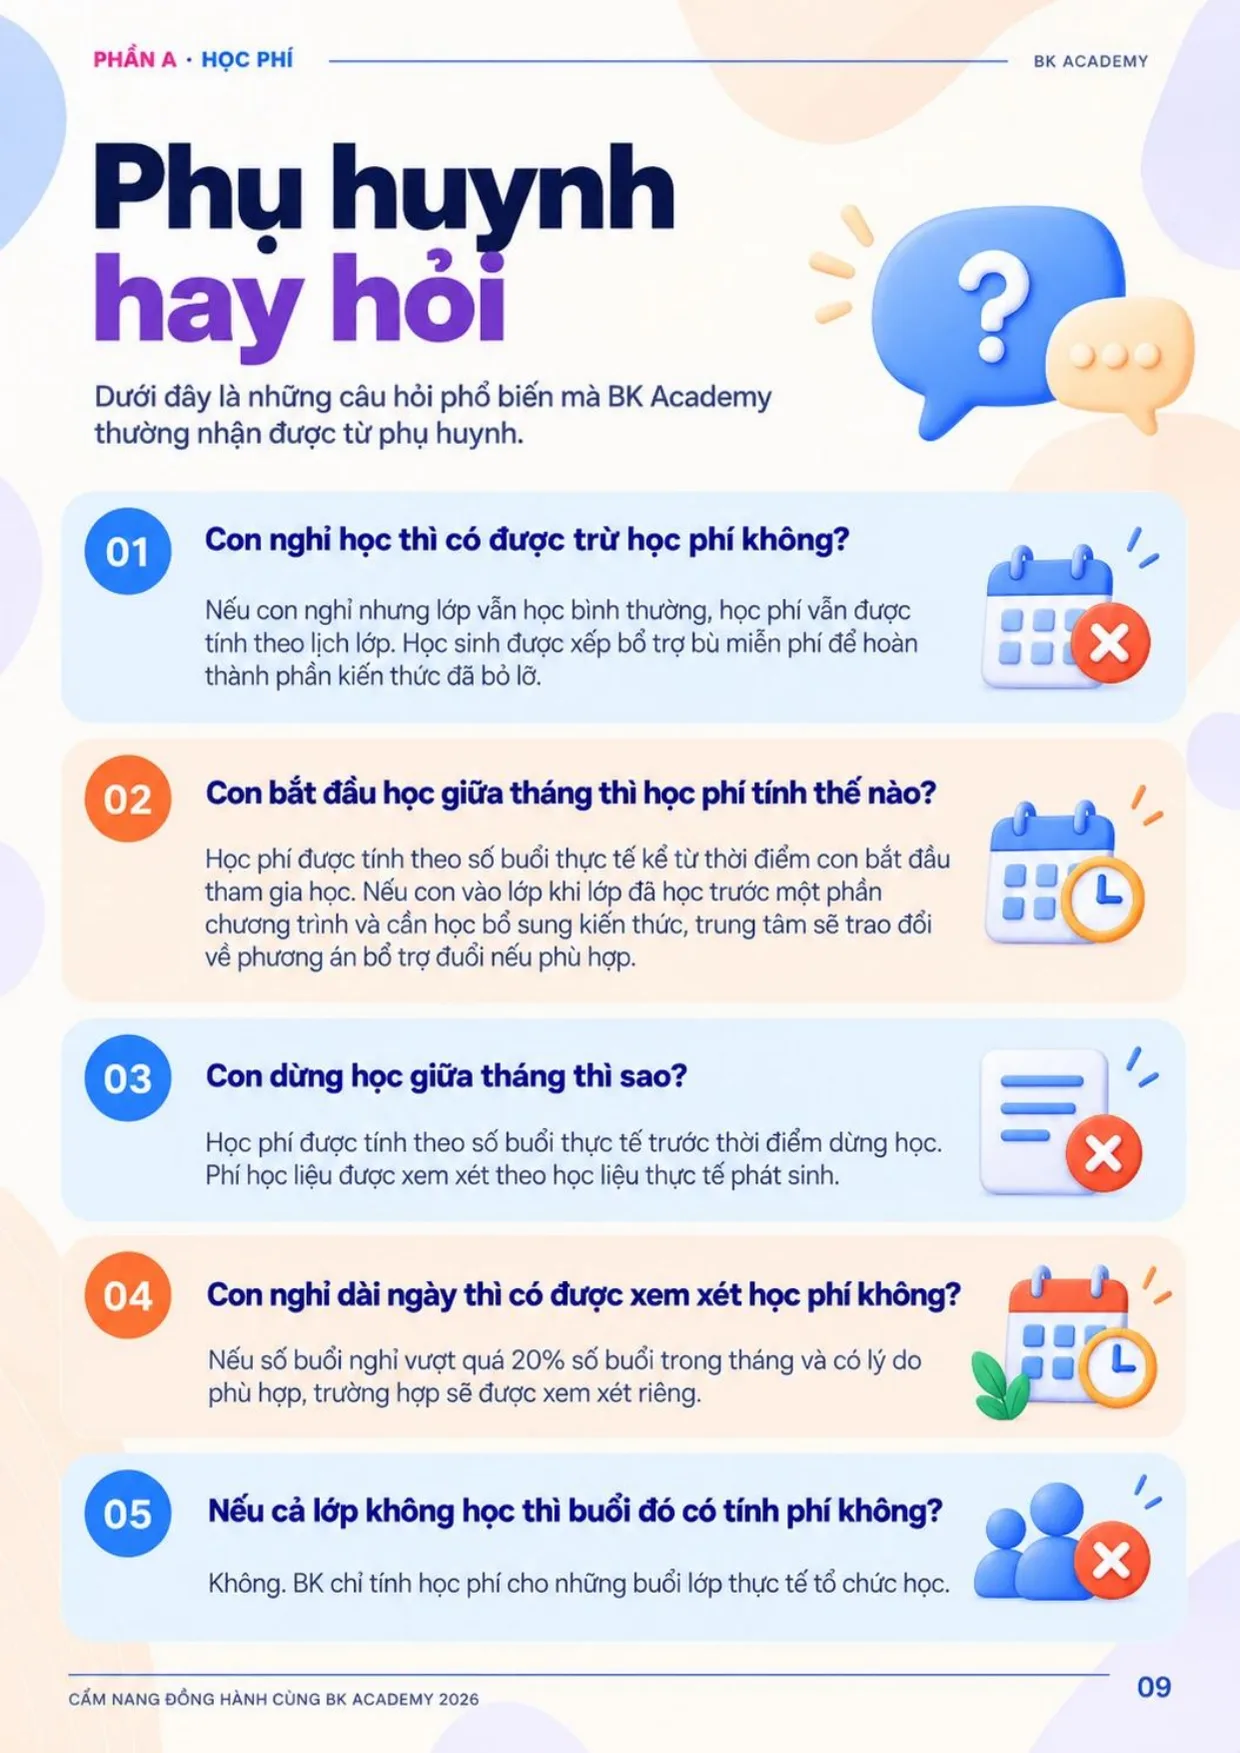 PHẦN A · HỌC PHÍ
BK ACADEMY
Phụ huynh
hay hỏi
Dưới đây là những câu hỏi phổ biến mà BK Academy
thường nhận được từ phụ huynh.
01
Con nghỉ học thì có được trừ học phí không?
Nếu con nghỉ nhưng lớp vẫn học bình thường, học phí vẫn được
tính theo lịch lớp. Học sinh được xếp bổ trợ bù miễn phí để hoàn
thành phần kiến thức đã bỏ lỡ.
02
Con bắt đầu học giữa tháng thì học phí tính thế nào?
Học phí được tính theo số buổi thực tế kể từ thời điểm con bắt đầu
tham gia học. Nếu con vào lớp khi lớp đã học trước một phần
chương trình và cần học bổ sung kiến thức, trung tâm sẽ trao đổi
về phương án bổ trợ đuổi nếu phù hợp.
03
Con dừng học giữa tháng thì sao?
Học phí được tính theo số buổi thực tế trước thời điểm dừng học.
Phí học liệu được xem xét theo học liệu thực tế phát sinh.
04
Con nghỉ dài ngày thì có được xem xét học phí không?
Nếu số buổi nghỉ vượt quá 20% số buổi trong tháng và có lý do
phù hợp, trường hợp sẽ được xem xét riêng.
05
Nếu cả lớp không học thì buổi đó có tính phí không?
Không. BK chỉ tính học phí cho những buổi lớp thực tế tổ chức học.
CẨM NANG ĐỒNG HÀNH CÙNG BK ACADEMY 2026
09